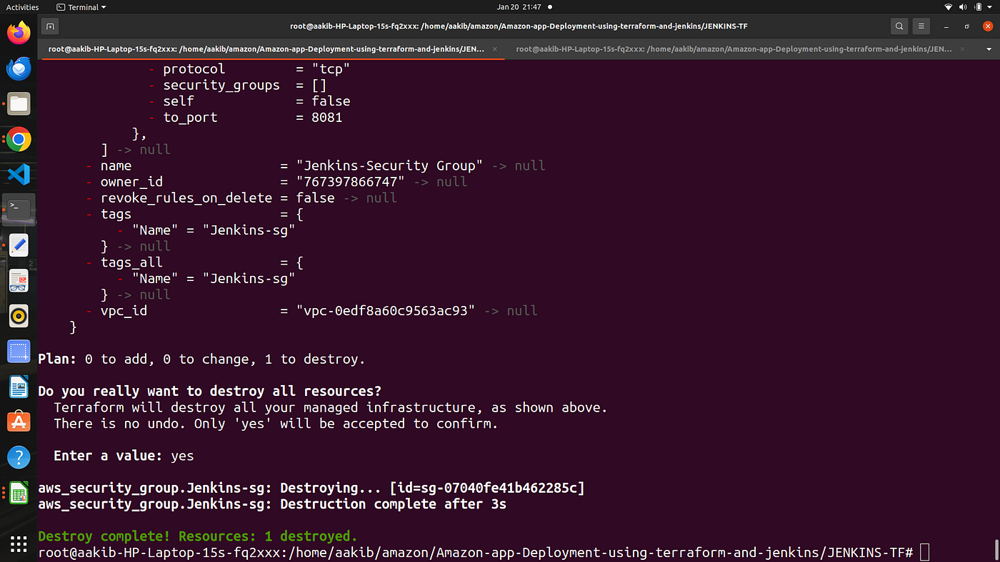 Activities
Terminal
Jan 20 21:47
root@aakib-HP-Laptop-15s-fq2xxx: /home/aakib/amazon/Amazon-app-Deployment-using-terraform-and-jenkins/JENKINS-TF
root@aakib-HP-Laptop-15s-fq2xxx: /home/aakib/amazon/Amazon-app-Deployment-using-terraform-and-jenkins/JEN...
root@aakib-HP-Laptop-15s-fq2xxx: /home/aakib/amazon/Amazon-app-Deployment-using-terraform-and-jenkins/JEN...
- protocol = "tcp"
- security_groups = []
- self = false
- to_port = 8081
},
] -> null
- name = "Jenkins-Security Group" -> null
- owner_id = "767397866747" -> null
- revoke_rules_on_delete = false -> null
- tags = {
- "Name" = "Jenkins-sg"
} -> null
- tags_all = {
- "Name" = "Jenkins-sg"
} -> null
- vpc_id = "vpc-0edf8a60c9563ac93" -> null
}
Plan: 0 to add, 0 to change, 1 to destroy.
Do you really want to destroy all resources?
Terraform will destroy all your managed infrastructure, as shown above.
There is no undo. Only 'yes' will be accepted to confirm.
Enter a value: yes
aws_security_group.Jenkins-sg: Destroying... [id=sg-07040fe41b462285c]
aws_security_group.Jenkins-sg: Destruction complete after 3s
Destroy complete! Resources: 1 destroyed.
root@aakib-HP-Laptop-15s-fq2xxx:/home/aakib/amazon/Amazon-app-Deployment-using-terraform-and-jenkins/JENKINS-TF#